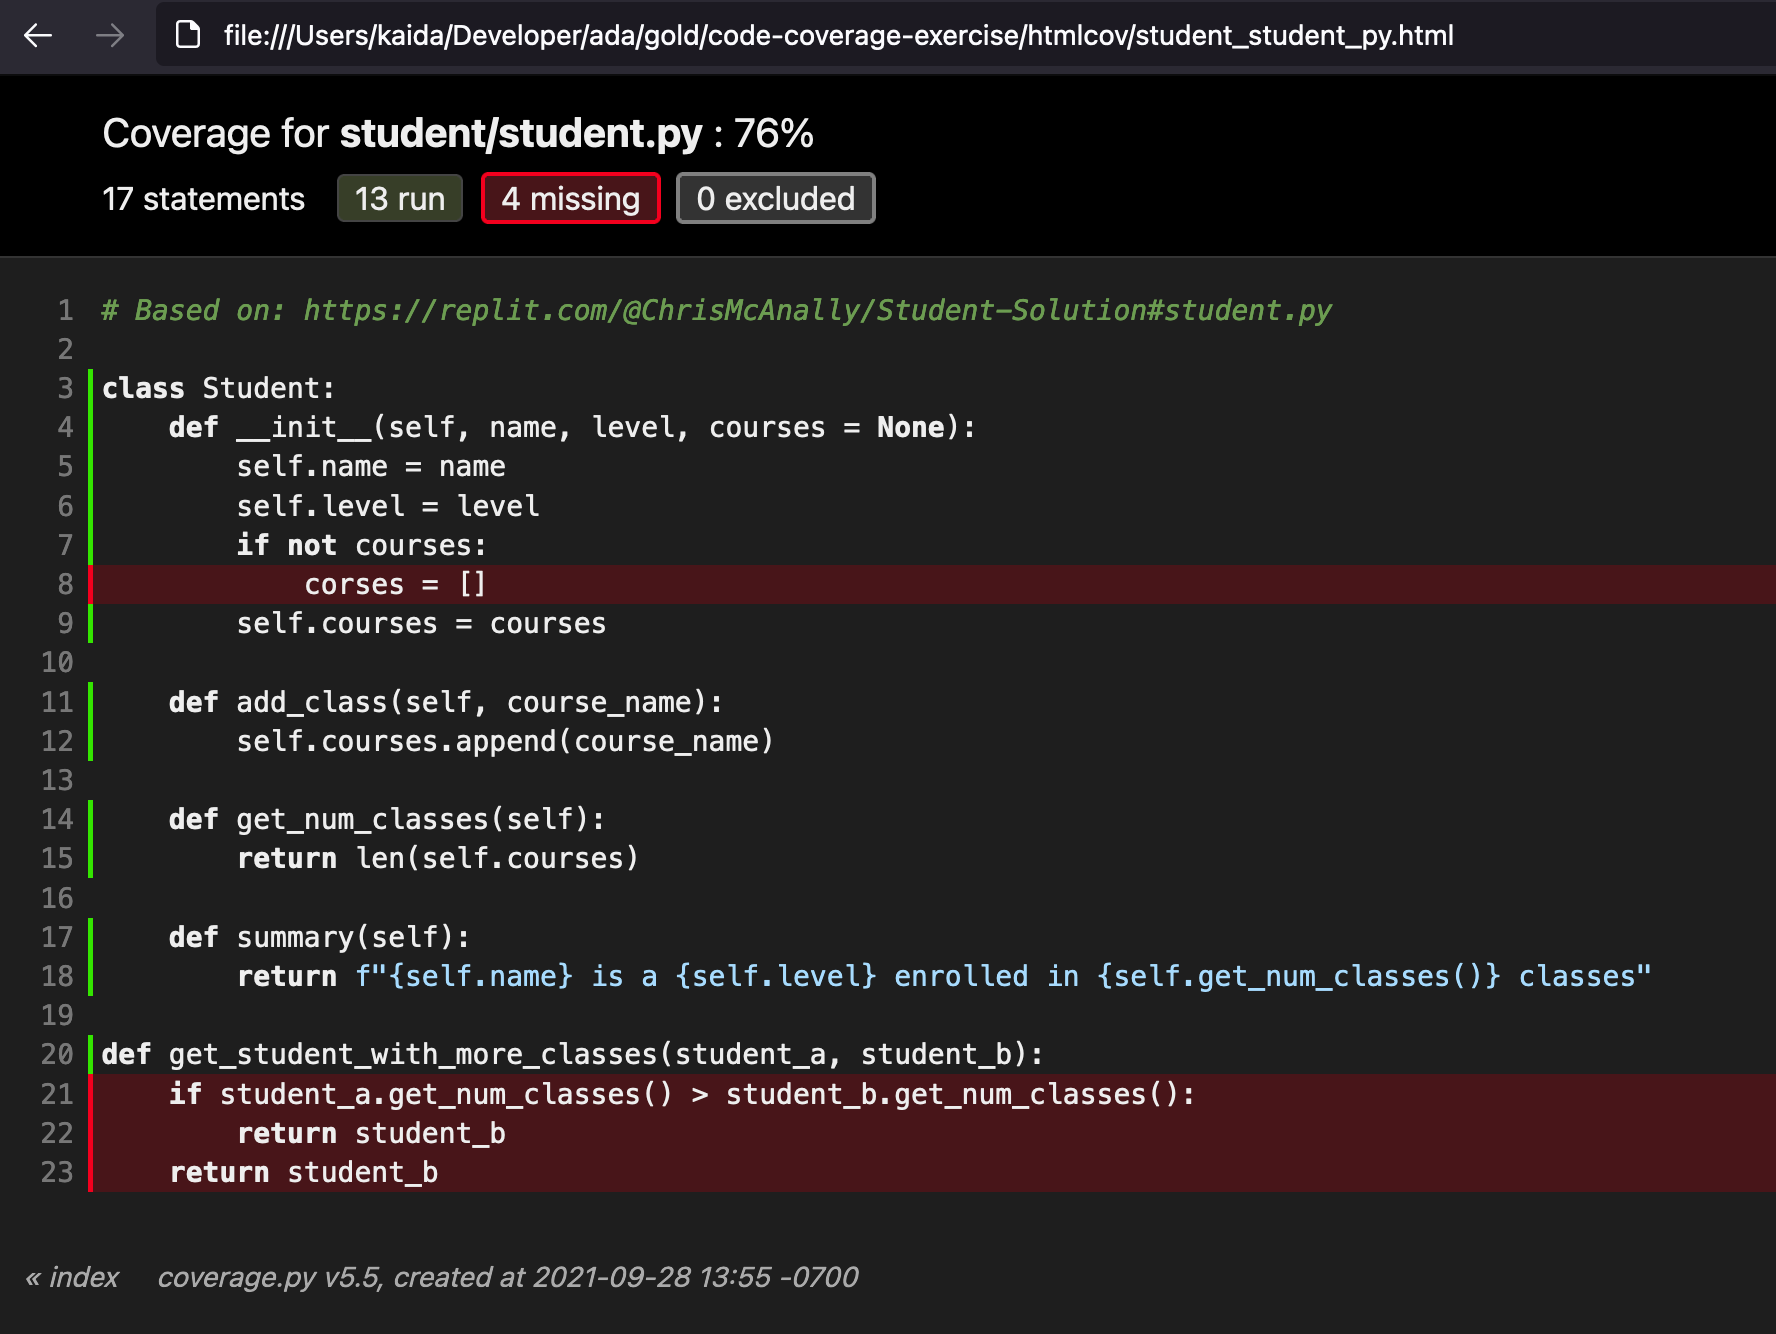 file:///Users/kaida/Developer/ada/gold/code-coverage-exercise/htmlcov/student_student_py.html
Coverage for student/student.py : 76%
17 statements 13 run 4 missing 0 excluded
1 # Based on: https://replit.com/@ChrisMcAnally/Student-Solution#student.py
2
3 class Student:
4     def __init__(self, name, level, courses = None):
5         self.name = name
6         self.level = level
7         if not courses:
8             corses = []
9         self.courses = courses
10
11     def add_class(self, course_name):
12         self.courses.append(course_name)
13
14     def get_num_classes(self):
15         return len(self.courses)
16
17     def summary(self):
18         return f"{self.name} is a {self.level} enrolled in {self.get_num_classes()} classes"
19
20 def get_student_with_more_classes(student_a, student_b):
21     if student_a.get_num_classes() > student_b.get_num_classes():
22         return student_b
23     return student_b
« index coverage.py v5.5, created at 2021-09-28 13:55 -0700